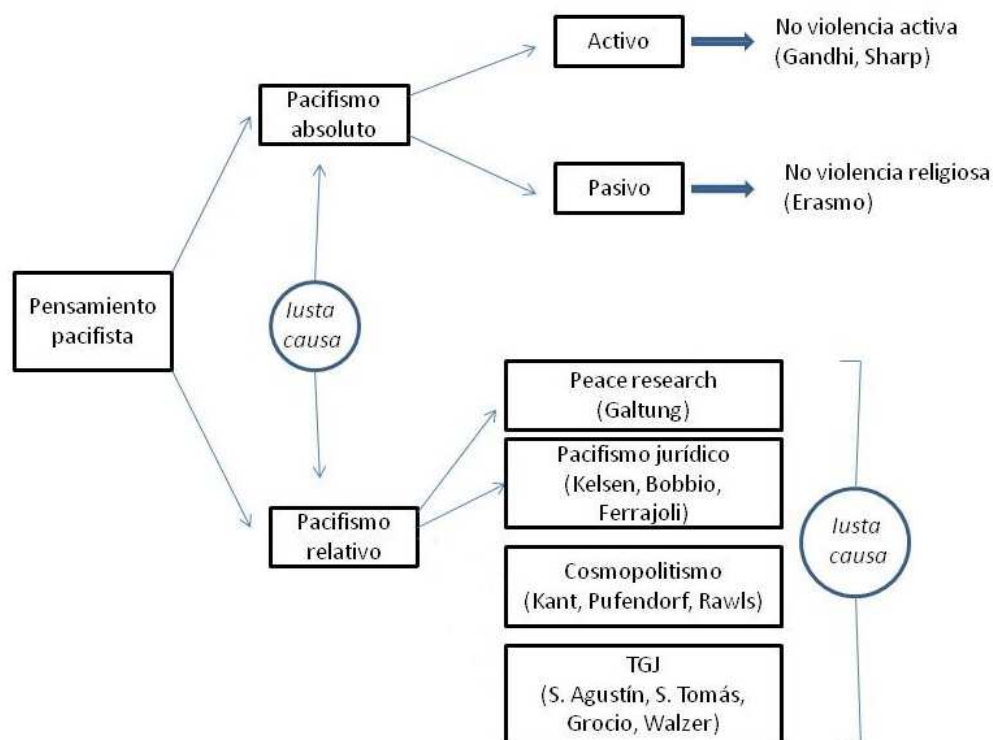 Activo
No violencia activa
(Gandhi, Sharp)
Pacifismo
absoluto
Pasivo
No violencia religiosa
(Erasmo)
Pensamiento
pacifista
Iusta
causa
Peace research
(Galtung)
Pacifismo jurídico
(Kelsen, Bobbio,
Ferrajoli)
Pacifismo
relativo
Iusta
causa
Cosmopolitismo
(Kant, Pufendorf, Rawls)
TGJ
(S. Agustín, S. Tomás,
Grocio, Walzer)